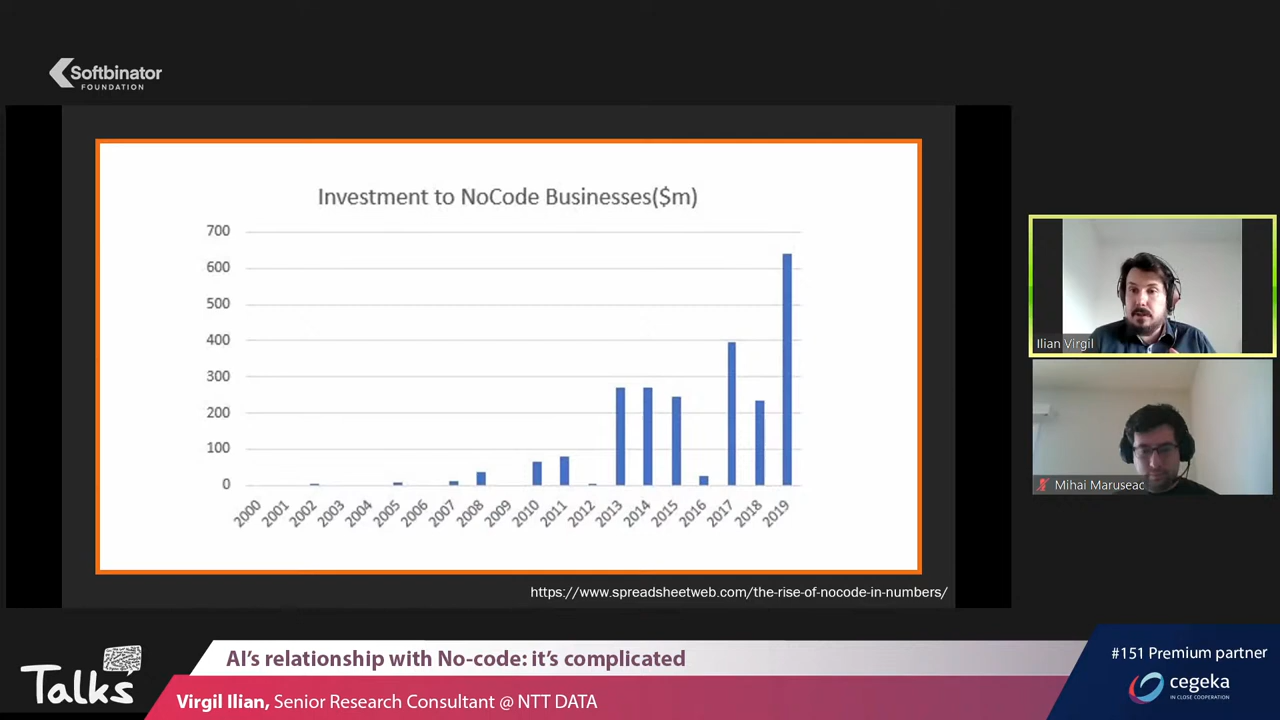 Softbinator
FOUNDATION
Investment to NoCode Businesses($m)
700
600
500
400
300
200
100
0
2000 2001 2002 2003 2004 2005 2006 2007 2008 2009 2010 2011 2012 2013 2014 2015 2016 2017 2018 2019
https://www.spreadsheetweb.com/the-rise-of-nocode-in-numbers/
Ilian Virgil
Mihai Maruseac
Talks
AI's relationship with No-code: it's complicated
Virgil Ilian, Senior Research Consultant @ NTT DATA
#151 Premium partner
cegeka
IN CLOSE COOPERATION